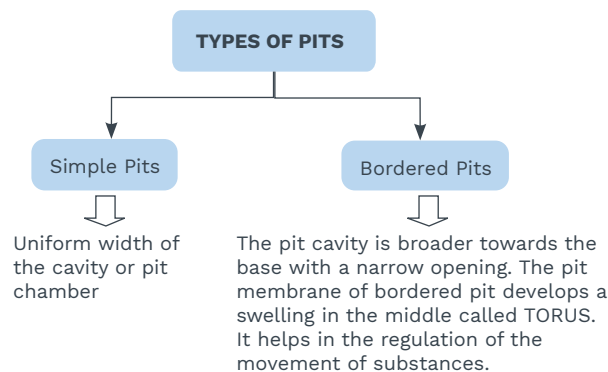 TYPES OF PITS
Simple Pits
Bordered Pits
Uniform width of
the cavity or pit
chamber
The pit cavity is broader towards the
base with a narrow opening. The pit
membrane of bordered pit develops a
swelling in the middle called TORUS.
It helps in the regulation of the
movement of substances.